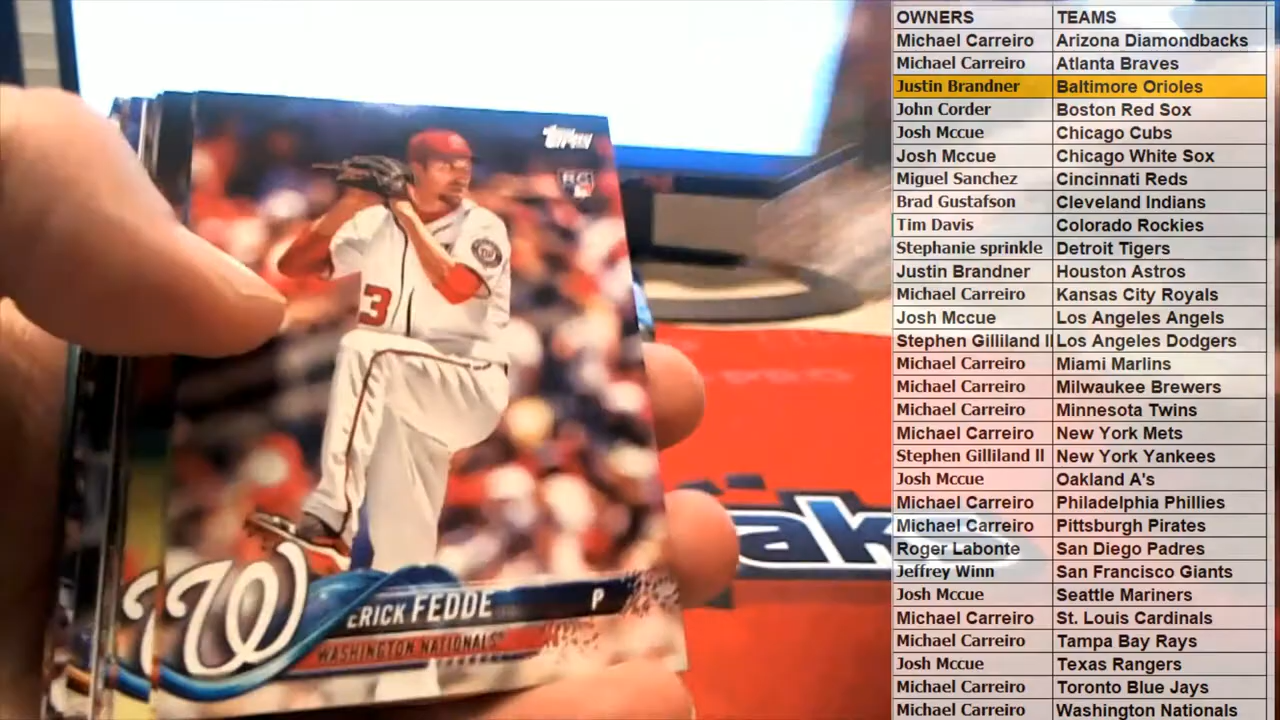 Topps
RC
3
W
ERICK FEDDE P
WASHINGTON NATIONALS
aks
OWNERS TEAMS
Michael Carreiro Arizona Diamondbacks
Michael Carreiro Atlanta Braves
Justin Brandner Baltimore Orioles
John Corder Boston Red Sox
Josh Mccue Chicago Cubs
Josh Mccue Chicago White Sox
Miguel Sanchez Cincinnati Reds
Brad Gustafson Cleveland Indians
Tim Davis Colorado Rockies
Stephanie sprinkle Detroit Tigers
Justin Brandner Houston Astros
Michael Carreiro Kansas City Royals
Josh Mccue Los Angeles Angels
Stephen Gilliland II Los Angeles Dodgers
Michael Carreiro Miami Marlins
Michael Carreiro Milwaukee Brewers
Michael Carreiro Minnesota Twins
Michael Carreiro New York Mets
Stephen Gilliland ll New York Yankees
Josh Mccue Oakland A's
Michael Carreiro Philadelphia Phillies
Michael Carreiro Pittsburgh Pirates
Roger Labonte San Diego Padres
Jeffrey Winn San Francisco Giants
Josh Mccue Seattle Mariners
Michael Carreiro St. Louis Cardinals
Michael Carreiro Tampa Bay Rays
Josh Mccue Texas Rangers
Michael Carreiro Toronto Blue Jays
Michael Carreiro Washington Nationals